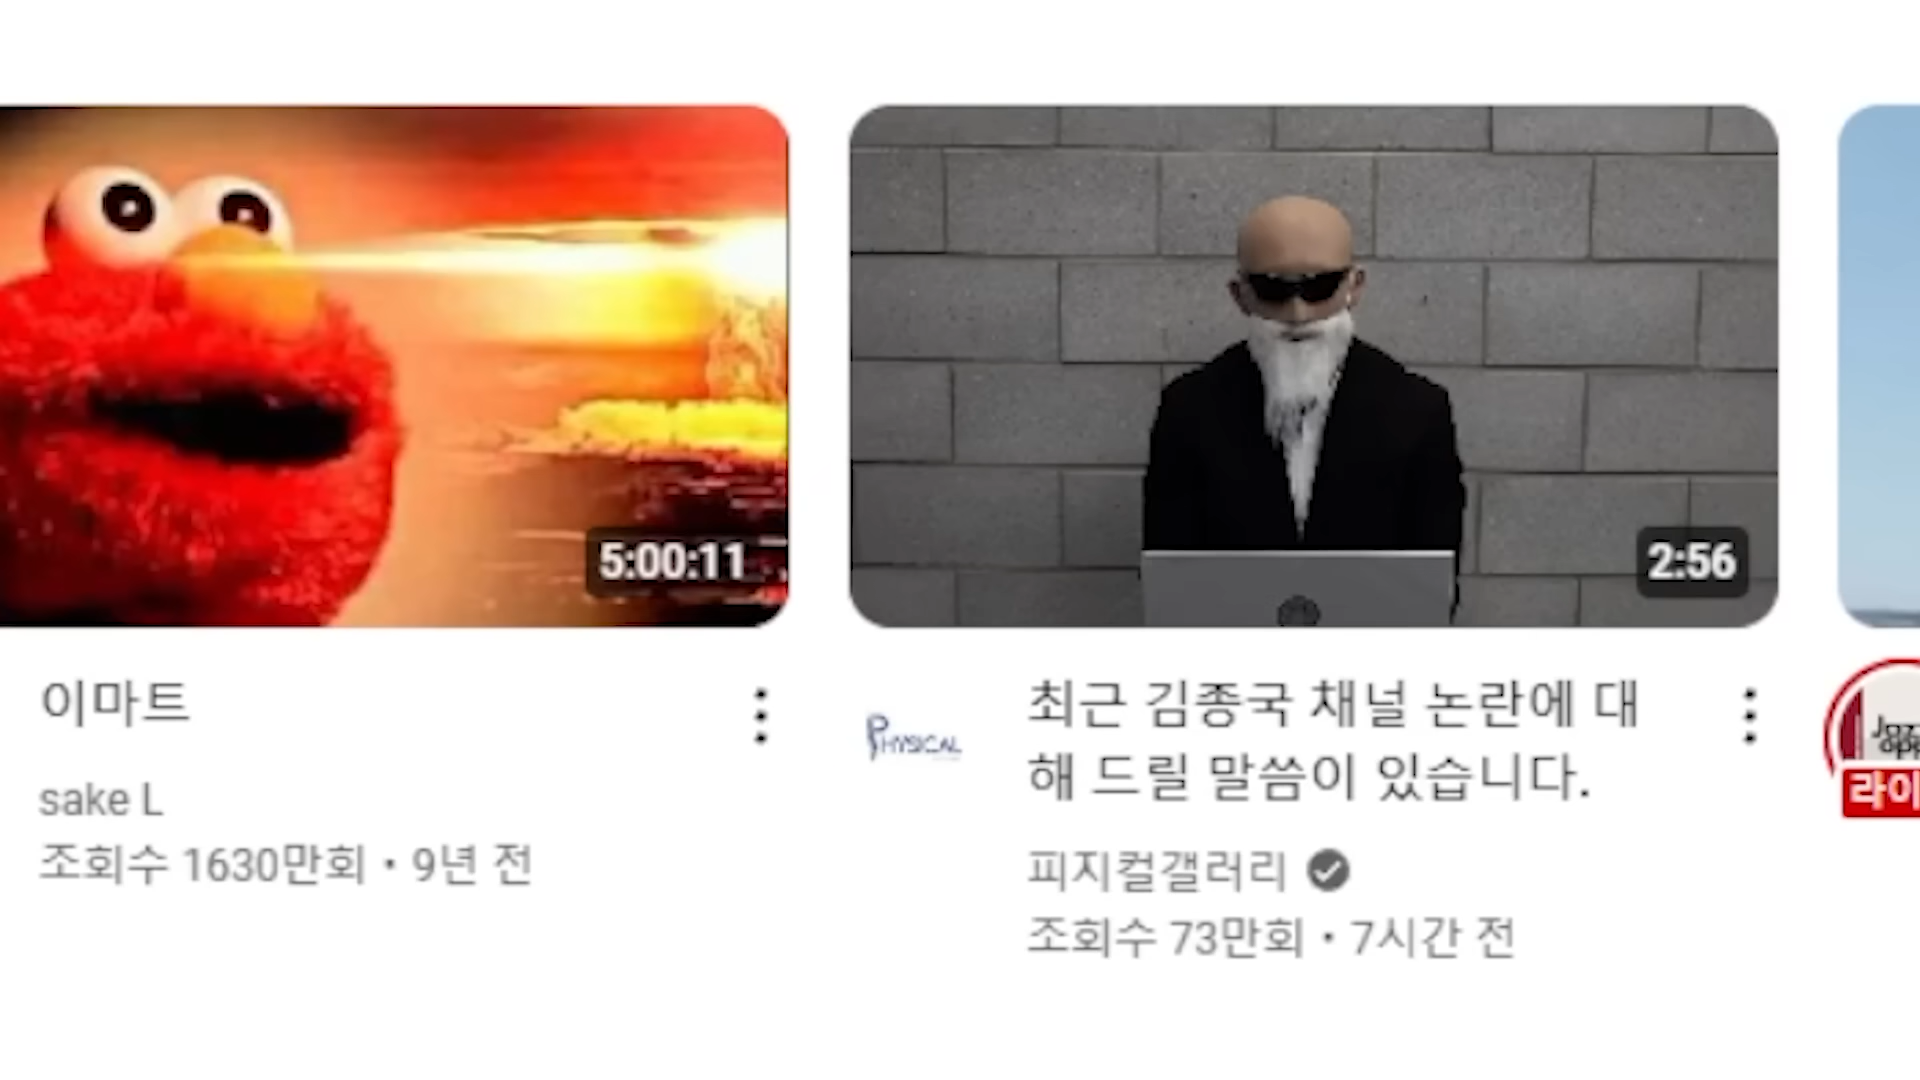 5:00:11
2:56
이마트
sake L
조회수 1630만회 • 9년 전
PHYSICAL
최근 김종국 채널 논란에 대
해 드릴 말씀이 있습니다.
피지컬갤러리
조회수 73만회 • 7시간 전
라이